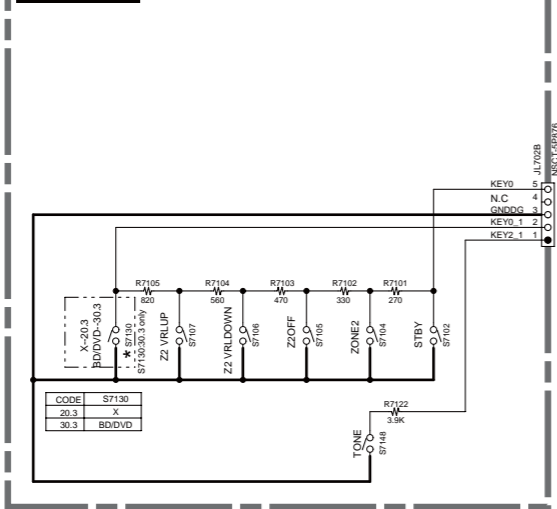 JL702B
NSCT-5P876
KEY0 5
N.C 4
GNDDG 3
KEY0_1 2
KEY2_1 1
R7105
820
R7104
560
R7103
470
R7102
330
R7101
270
X--20.3
BD/DVD--30.3
* S7130
S7130:30.3 only
Z2 VRLUP
S7107
Z2 VRLDOWN
S7106
Z2OFF
S7105
ZONE2
S7104
STBY
S7102
CODE S7130
20.3 X
30.3 BD/DVD
R7122
3.9K
TONE
S7148